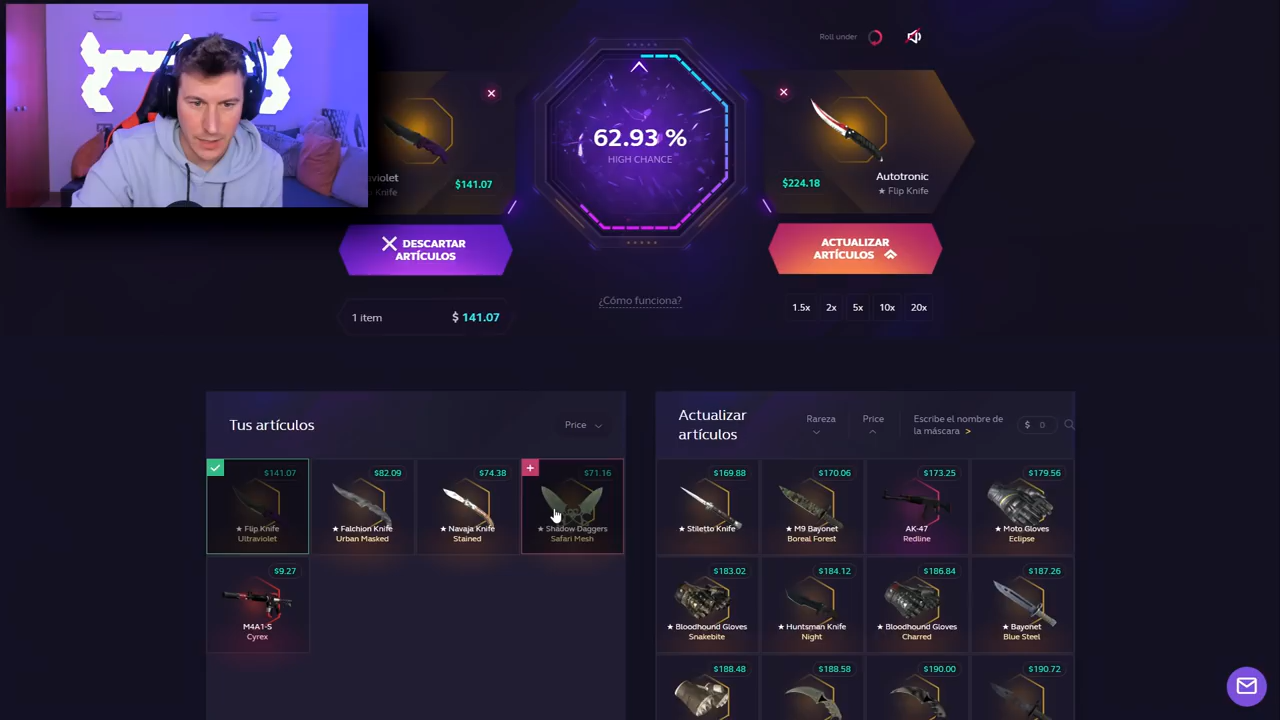 Roll under
62.93 %
HIGH CHANCE
$141.07
$224.18
Autotronic
★ Flip Knife
DESCARTAR
ARTÍCULOS
ACTUALIZAR
ARTÍCULOS
¿Cómo funciona?
1 item
$ 141.07
1.5x
2x
5x
10x
20x
Tus artículos
Price
$141.07
★ Flip Knife
Ultraviolet
$82.09
★ Falchion Knife
Urban Masked
$74.38
★ Navaja Knife
Stained
$71.16
★ Shadow Daggers
Safari Mesh
$9.27
M4A1-S
Cyrex
Actualizar
artículos
Rareza
Price
Escribe el nombre de
la máscara >
$ 0
$169.88
★ Stiletto Knife
$170.06
★ M9 Bayonet
Boreal Forest
$173.25
AK-47
Redline
$179.56
★ Moto Gloves
Eclipse
$183.02
★ Bloodhound Gloves
Snakebite
$184.12
★ Huntsman Knife
Night
$186.84
★ Bloodhound Gloves
Charred
$187.26
★ Bayonet
Blue Steel
$188.48
$188.58
$190.00
$190.72